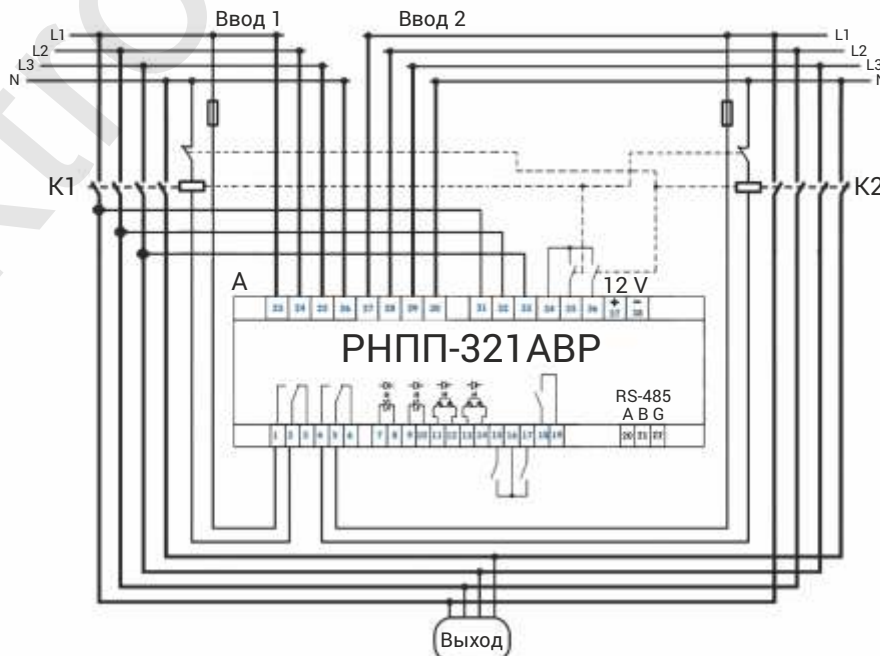 Ввод 1 Ввод 2
L1 L1
L2 L2
L3 L3
N N
K1 K2
A 12 V
23 24 25 26 27 28 29 30 31 32 33 34 35 36 + 37 - 38
РНПП-321АВР
RS-485
A B G
1 2 3 4 5 6 7 8 9 10 11 12 13 14 15 16 17 18 19 20 21 22
Выход